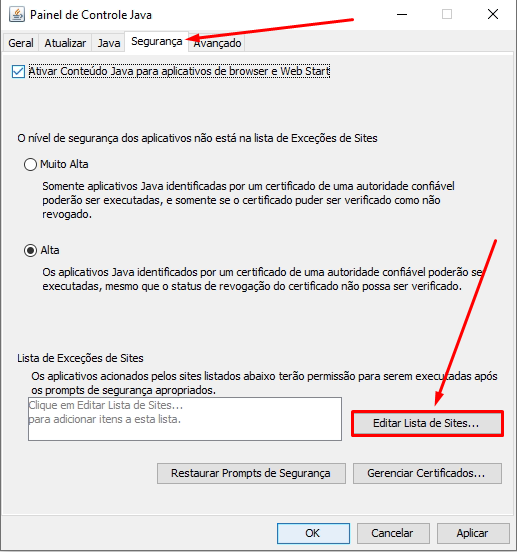 Painel de Controle Java
Geral Atualizar Java Segurança Avançado
Ativar Conteúdo Java para aplicativos de browser e Web Start
O nível de segurança dos aplicativos não está na lista de Exceções de Sites
Muito Alta
Somente aplicativos Java identificadas por um certificado de uma autoridade confiável
poderão ser executadas, e somente se o certificado puder ser verificado como não
revogado.
Alta
Os aplicativos Java identificados por um certificado de uma autoridade confiável poderão se
executadas, mesmo que o status de revogação do certificado não possa ser verificado.
Lista de Exceções de Sites
Os aplicativos acionados pelos sites listados abaixo terão permissão para serem executadas após
os prompts de segurança apropriados.
Clique em Editar Lista de Sites...
para adicionar itens a esta lista.
Editar Lista de Sites...
Restaurar Prompts de Segurança Gerenciar Certificados...
OK Cancelar Aplicar